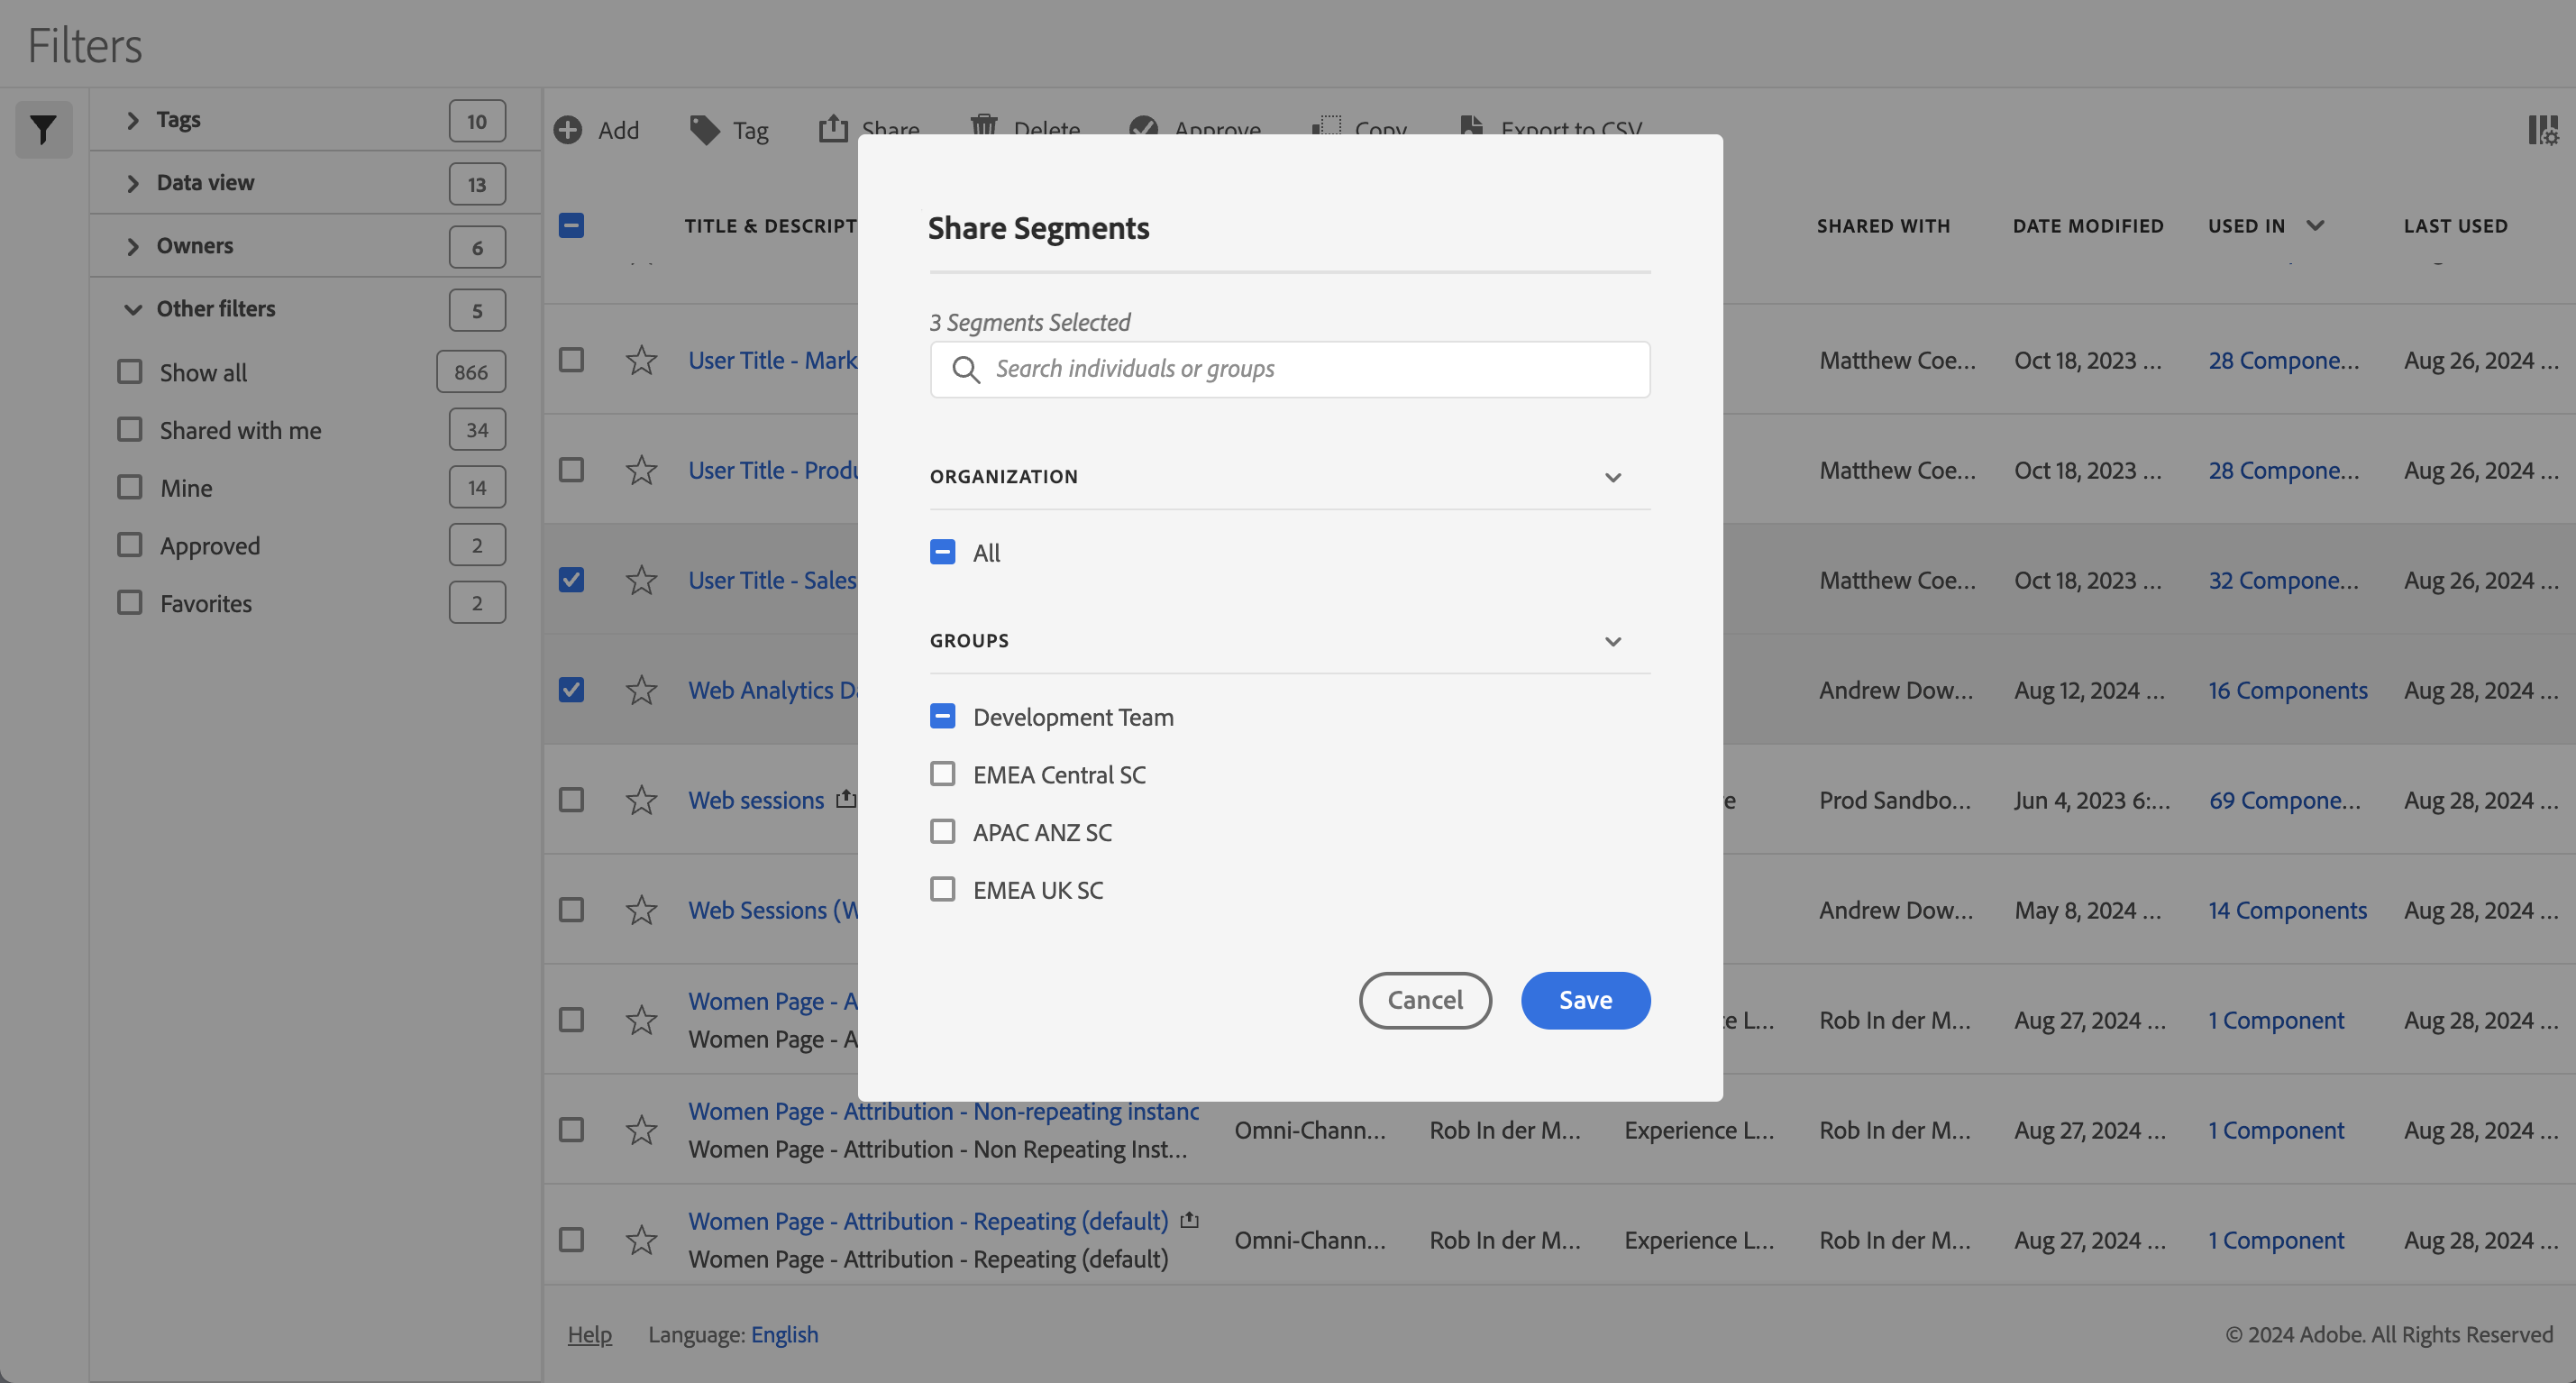 Filters
Tags 10
Data view 13
Owners 6
Other filters 5
Show all 866
Shared with me 34
Mine 14
Approved 2
Favorites 2
Add Tag Share Delete Approve Copy Export to CSV
TITLE & DESCRIPT SHARED WITH DATE MODIFIED USED IN LAST USED
User Title - Mark Matthew Coe... Oct 18, 2023 ... 28 Compone... Aug 26, 2024 ...
User Title - Produ Matthew Coe... Oct 18, 2023 ... 28 Compone... Aug 26, 2024 ...
User Title - Sales Matthew Coe... Oct 18, 2023 ... 32 Compone... Aug 26, 2024 ...
Web Analytics Da Andrew Dow... Aug 12, 2024 ... 16 Components Aug 28, 2024 ...
Web sessions e Prod Sandbo... Jun 4, 2023 6:... 69 Compone... Aug 28, 2024 ...
Web Sessions (W Andrew Dow... May 8, 2024 ... 14 Components Aug 28, 2024 ...
Women Page - A
Women Page - A e L... Rob In der M... Aug 27, 2024 ... 1 Component Aug 28, 2024 ...
Women Page - Attribution - Non-repeating instanc
Women Page - Attribution - Non Repeating Inst... Omni-Chann... Rob In der M... Experience L... Rob In der M... Aug 27, 2024 ... 1 Component Aug 28, 2024 ...
Women Page - Attribution - Repeating (default)
Women Page - Attribution - Repeating (default) Omni-Chann... Rob In der M... Experience L... Rob In der M... Aug 27, 2024 ... 1 Component Aug 28, 2024 ...
Share Segments
3 Segments Selected
Search individuals or groups
ORGANIZATION
All
GROUPS
Development Team
EMEA Central SC
APAC ANZ SC
EMEA UK SC
Cancel Save
Help Language: English © 2024 Adobe. All Rights Reserved